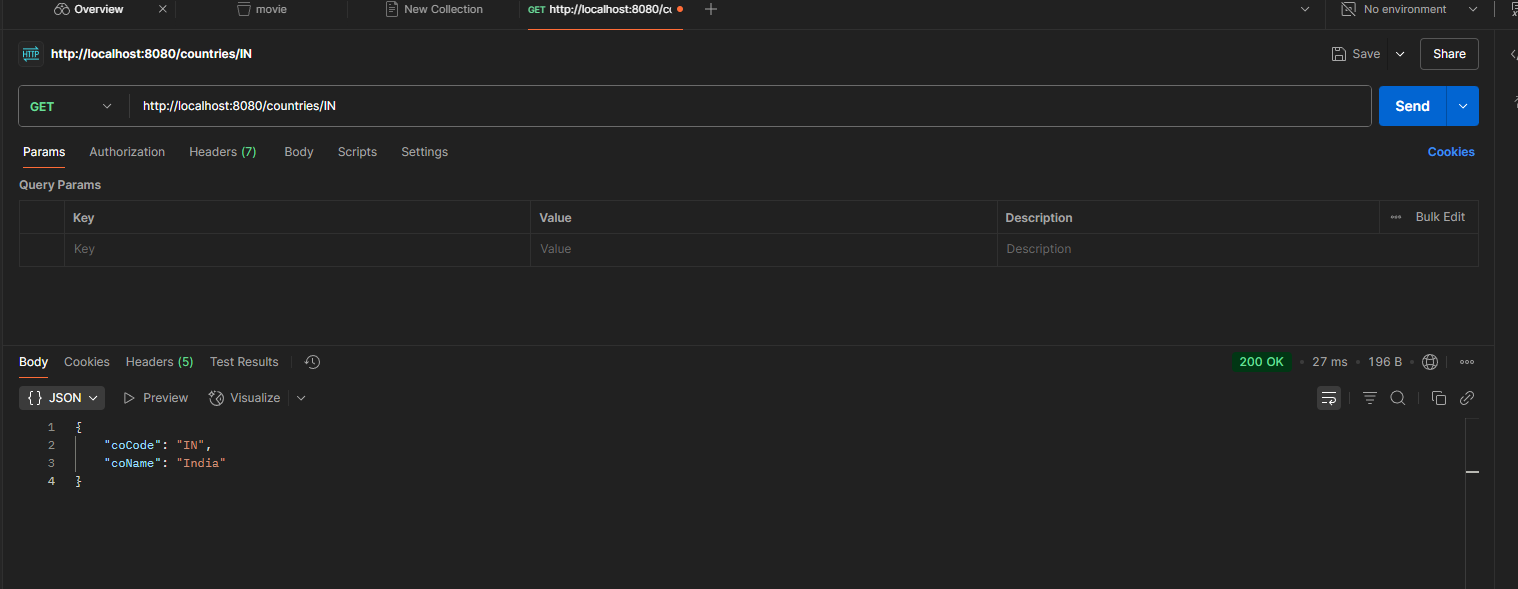 Overview
movie
New Collection
GET http://localhost:8080/cu
No environment
HTTP http://localhost:8080/countries/IN
Save
Share
GET
http://localhost:8080/countries/IN
Send
Params Authorization Headers (7) Body Scripts Settings
Cookies
Query Params
Key Value Description Bulk Edit
Key Value Description
Body Cookies Headers (5) Test Results
200 OK • 27 ms • 196 B •
{} JSON Preview Visualize
1 {
2 "coCode": "IN",
3 "coName": "India"
4 }